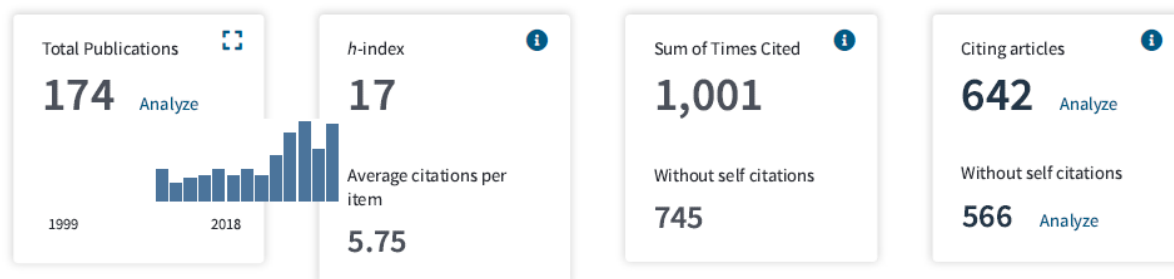 Total Publications
174 Analyze
1999 2018
h-index
17
Average citations per
item
5.75
Sum of Times Cited
1,001
Without self citations
745
Citing articles
642 Analyze
Without self citations
566 Analyze